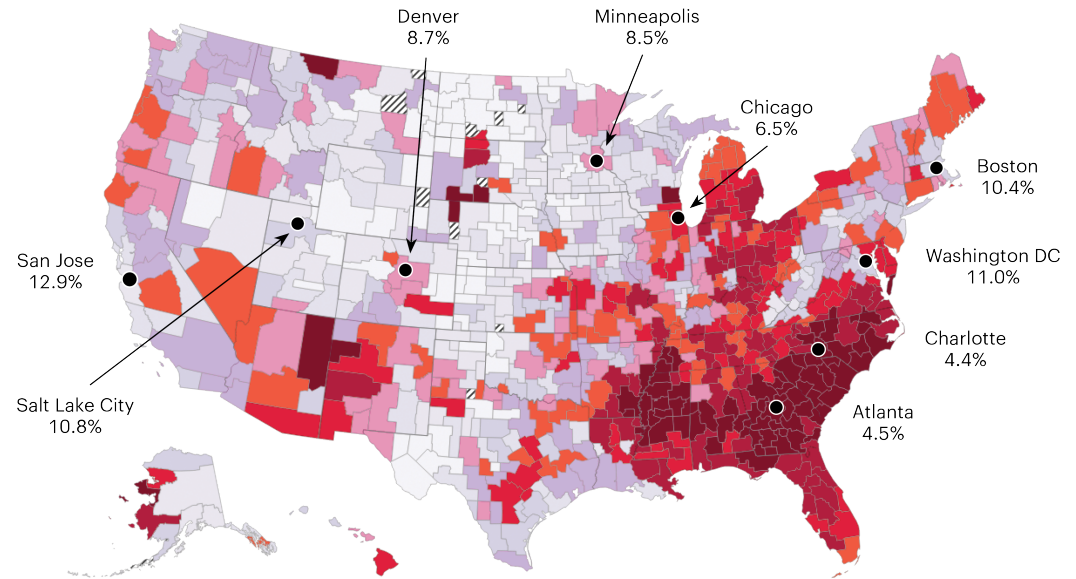 Denver
8.7%
Minneapolis
8.5%
Chicago
6.5%
Boston
10.4%
San Jose
12.9%
Washington DC
11.0%
Charlotte
4.4%
Salt Lake City
10.8%
Atlanta
4.5%